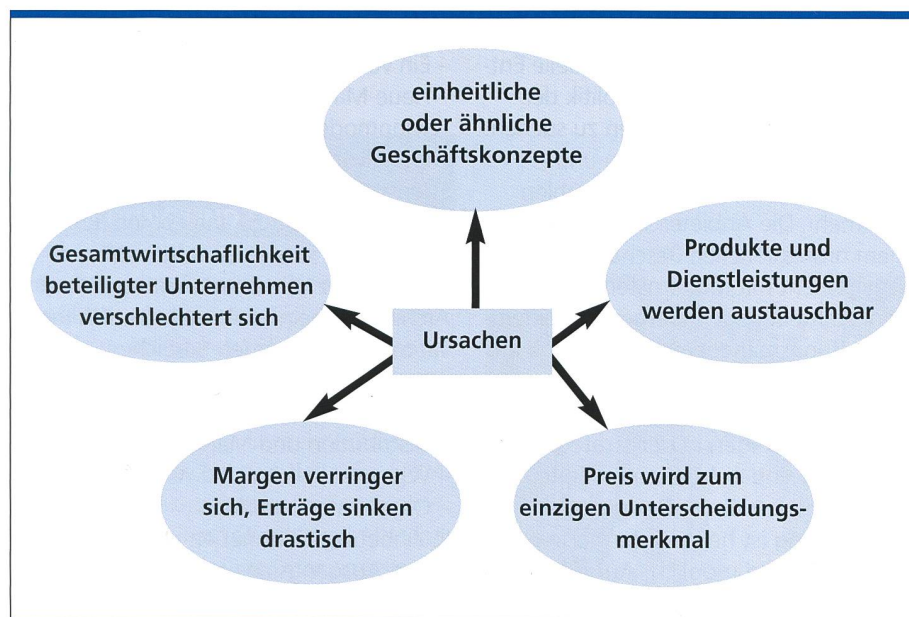 einheitliche
oder ähnliche
Geschäftskonzepte
Gesamtwirtschaflichkeit
beteiligter Unternehmen
verschlechtert sich
Produkte und
Dienstleistungen
werden austauschbar
Ursachen
Margen verringer
sich, Erträge sinken
drastisch
Preis wird zum
einzigen Unterscheidungs-
merkmal